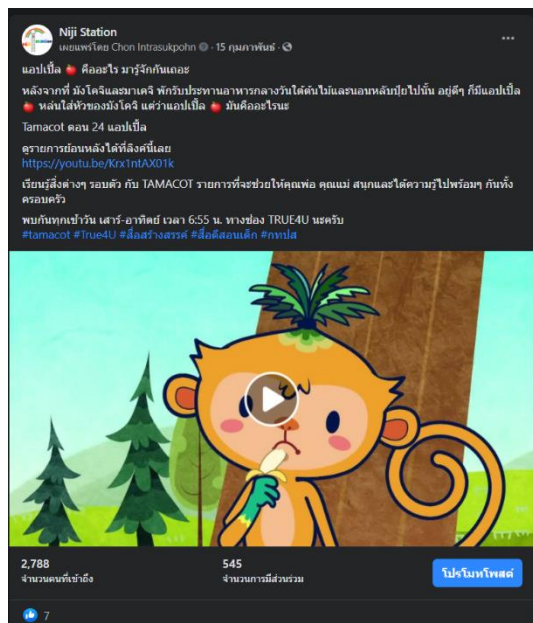 Niji Station
เผยแพร่โดย Chon Intrasukpohn · 15 กุมภาพันธ์ ·
แอปเปิ้ล 🍎 คืออะไร มารู้จักกันเถอะ
หลังจากที่ มังโคจิและมาเคจิ พักรับประทานอาหารกลางวันใต้ต้นไม้และนอนหลับปุ๋ยไปนั้น อยู่ดีๆ ก็มีแอปเปิ้ล
🍎 หล่นใส่หัวของมังโคจิ แต่ว่าแอปเปิ้ล 🍎 มันคืออะไรนะ
Tamacot ตอน 24 แอปเปิ้ล
ดูรายการย้อนหลังได้ที่ลิงค์นี้เลย
https://youtu.be/Krx1ntAX01k
เรียนรู้สิ่งต่างๆ รอบตัว กับ TAMACOT รายการที่จะช่วยให้คุณพ่อ คุณแม่ สนุกและได้ความรู้ไปพร้อมๆ กันทั้ง
ครอบครัว
พบกันทุกเช้าวัน เสาร์-อาทิตย์ เวลา 6:55 น. ทางช่อง TRUE4U นะครับ
#tamacot #True4U #สื่อสร้างสรรค์ #สื่อดีสอนเด็ก #กทปส
2,788
จำนวนคนที่เข้าถึง
545
จำนวนการมีส่วนร่วม
โปรโมทโพสต์
7